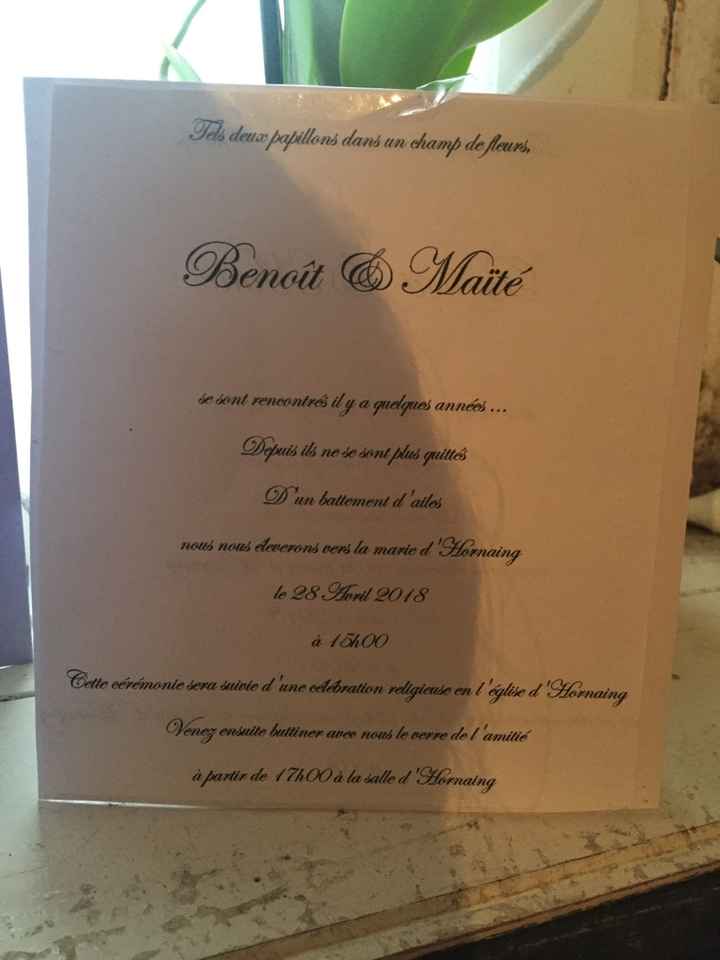 Tels deux papillons dans un champ de fleurs,
Benoît & Maïté
se sont rencontrés il y a quelques années ...
Depuis ils ne se sont plus quittés
D'un battement d'ailes
nous nous éleverons vers la marie d'Hornaing
le 28 Avril 2018
à 15h00
Cette cérémonie sera suivie d'une célébration religieuse en l'église d'Hornaing
Venez ensuite buttiner avec nous le verre de l'amitié
à partir de 17h00 à la salle d'Hornaing